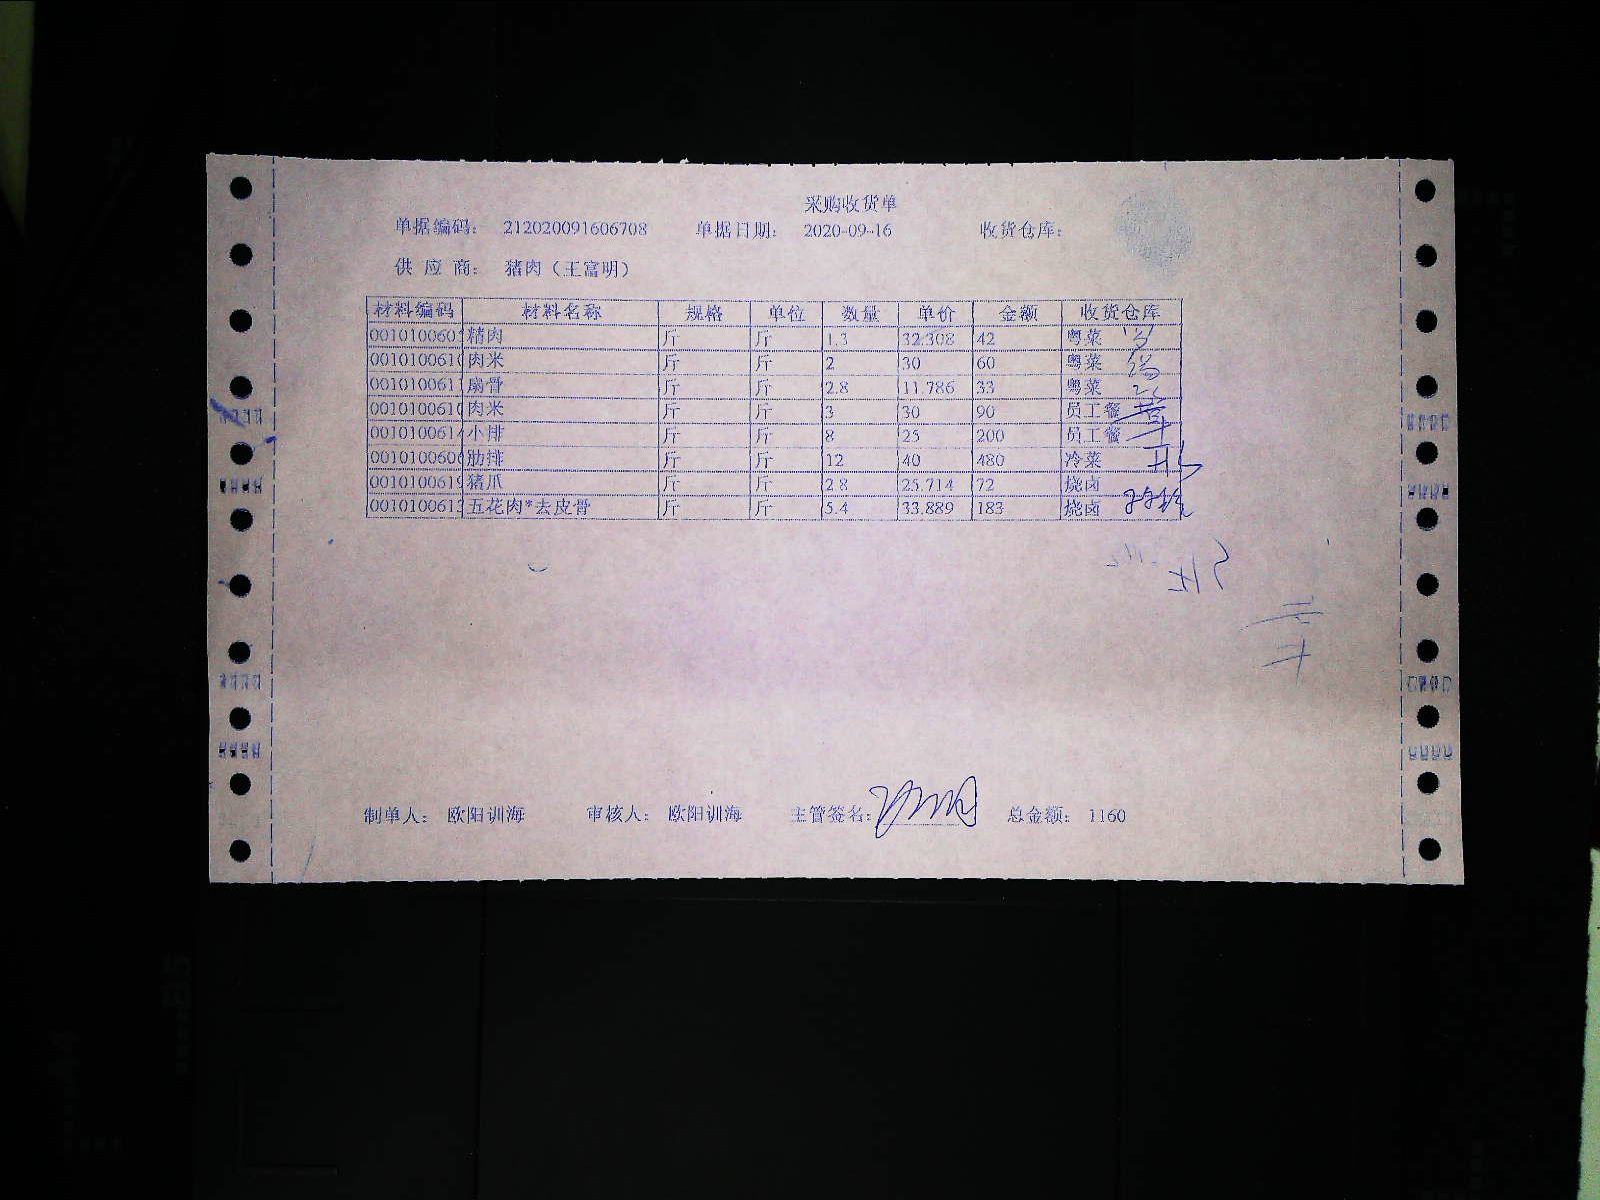 采购收货单
单据编码: 212020091606708 单据日期: 2020-09-16 收货仓库:
供应商: 猪肉（王富明）
材料编码 材料名称 规格 单位 数量 单价 金额 收货仓库
001010060 精肉 斤 斤 1.3 32.308 42 粤菜
001010061 肉米 斤 斤 2 30 60 粤菜
001010061 扇骨 斤 斤 2.8 11.786 33 粤菜
001010061 肉米 斤 斤 3 30 90 员工餐
001010061 小排 斤 斤 8 25 200 员工餐
001010060 肋排 斤 斤 12 40 480 冷菜
001010061 猪爪 斤 斤 2.8 25.714 72 烧卤
001010061 五花肉*去皮骨 斤 斤 5.4 33.889 183 烧卤
制单人: 欧阳训海 审核人: 欧阳训海 主管签名: 总金额: 1160